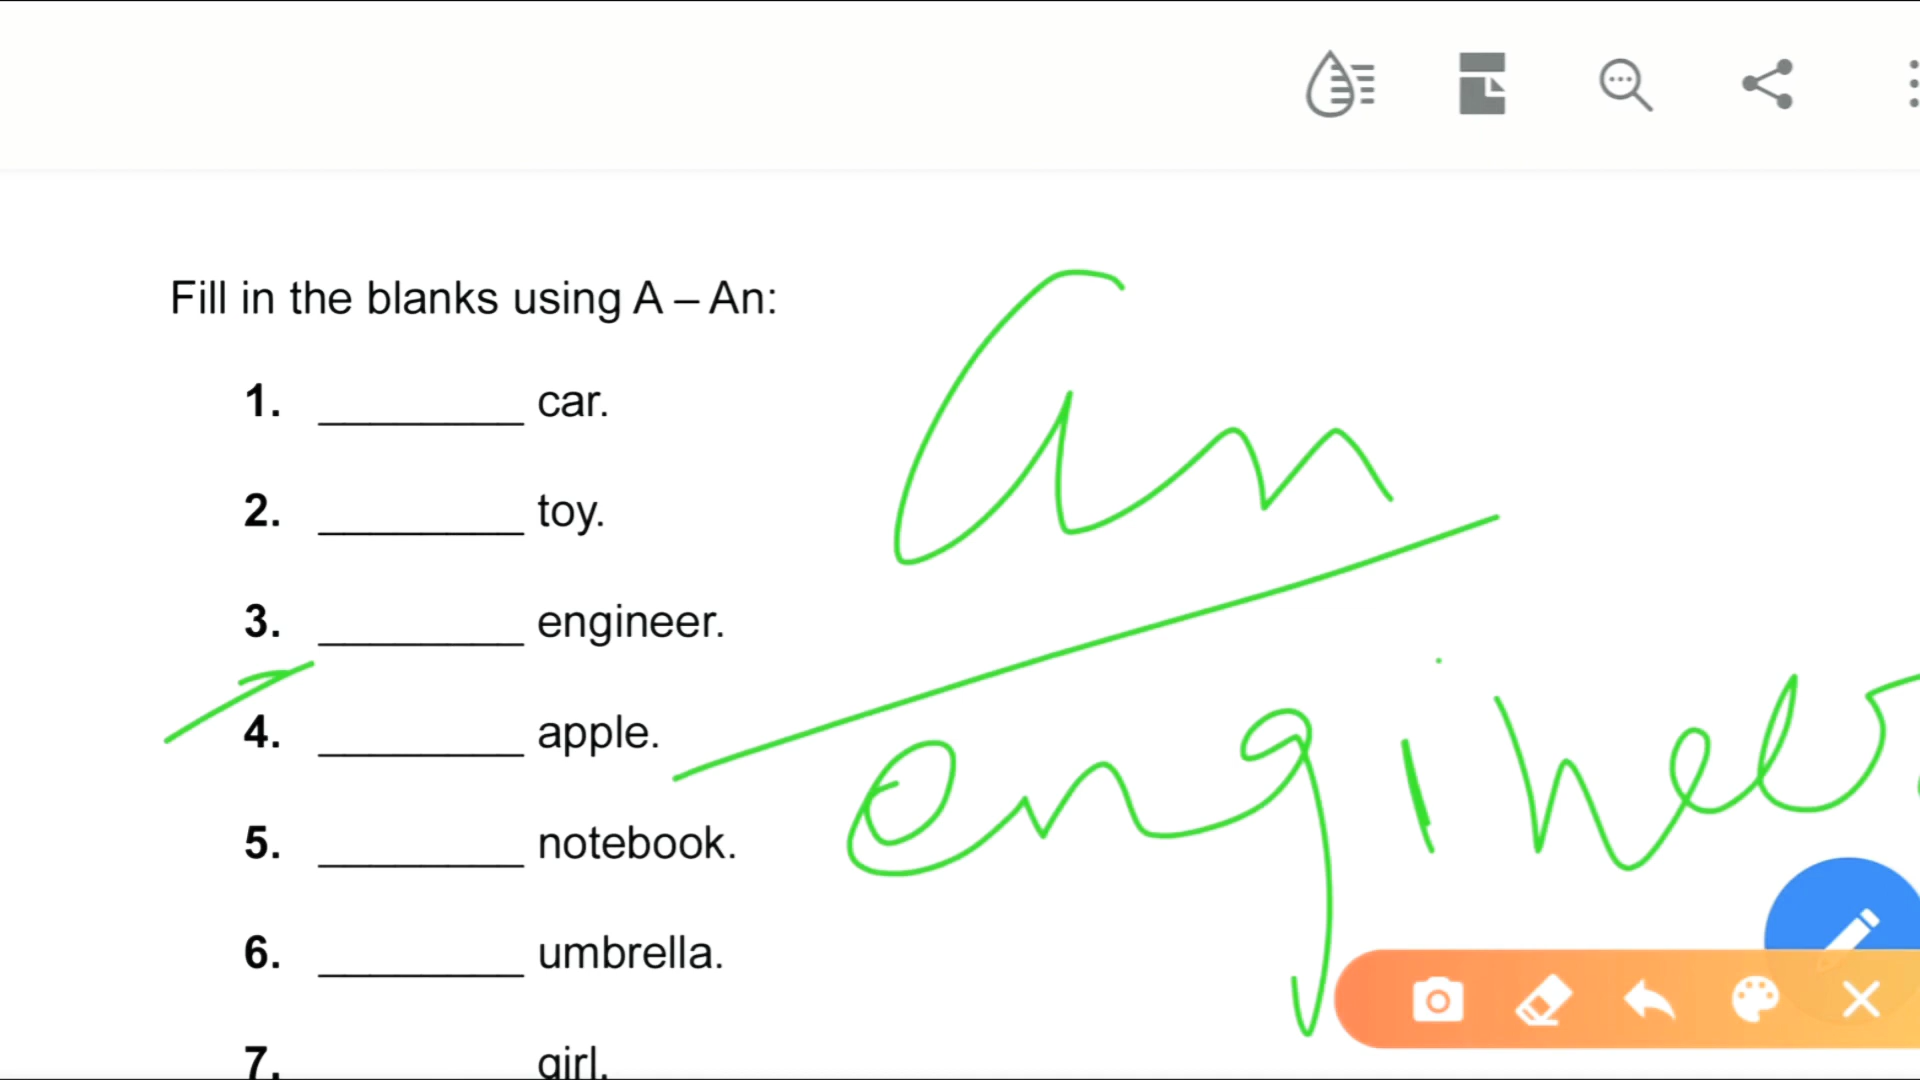 Fill in the blanks using A – An:
1. ________ car.
2. ________ toy.
3. ________ engineer.
4. ________ apple.
5. ________ notebook.
6. ________ umbrella.
7. girl.
an
engineer